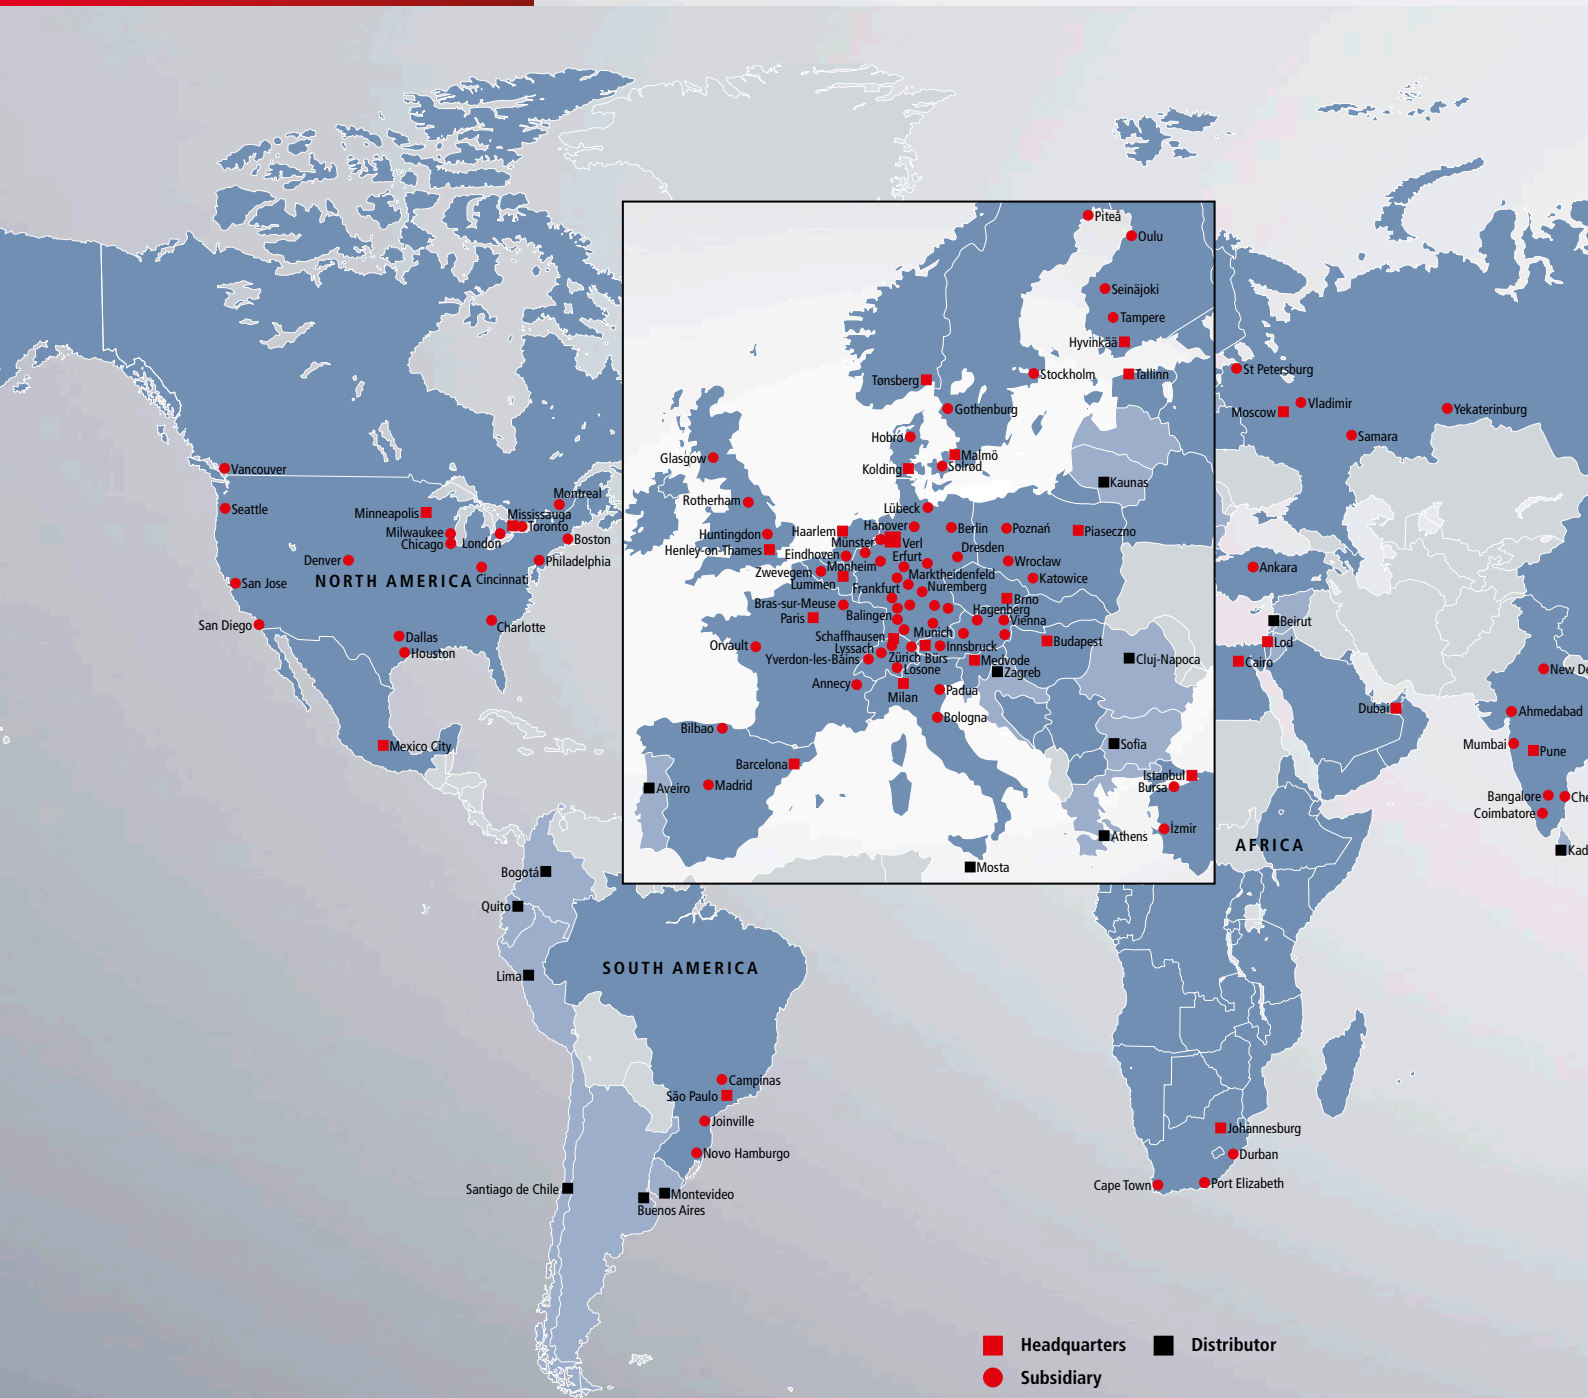 Piteå
Oulu
Seinäjoki
Tampere
Hyvinkää
Tønsberg
Stockholm
Tallinn
St Petersburg
Gothenburg
Moscow
Vladimir
Yekaterinburg
Hobro
Samara
Glasgow
Malmö
Kolding
Solrød
Vancouver
Kaunas
Montreal
Rotherham
Lübeck
Seattle
Minneapolis
Mississauga
Toronto
Hanover
Berlin
Poznań
Piaseczno
Milwaukee
Chicago
London
Boston
Huntingdon
Haarlem
Münster
Verl
Henley-on-Thames
Eindhoven
Erfurt
Dresden
Denver
Philadelphia
Monheim
Wrocław
Ankara
Zwevegem
Marktheidenfeld
Katowice
San Jose
NORTH AMERICA
Cincinnati
Lummen
Frankfurt
Nuremberg
Bras-sur-Meuse
Brno
Hagenberg
Paris
Balingen
Vienna
Beirut
San Diego
Charlotte
Dallas
Schaffhausen
Munich
Budapest
Lod
Houston
Orvault
Lyssach
Innsbruck
Yverdon-les-Bains
Zürich
Bürs
Medvode
Cluj-Napoca
Cairo
Losone
Zagreb
New De
Annecy
Milan
Padua
Dubai
Ahmedabad
Bologna
Bilbao
Mexico City
Sofia
Mumbai
Pune
Barcelona
Istanbul
Aveiro
Madrid
Bursa
Bangalore
Che
Coimbatore
İzmir
Athens
AFRICA
Kad
Mosta
Bogotá
Quito
SOUTH AMERICA
Lima
Campinas
São Paulo
Joinville
Johannesburg
Novo Hamburgo
Durban
Cape Town
Port Elizabeth
Santiago de Chile
Montevideo
Buenos Aires
Headquarters
Distributor
Subsidiary